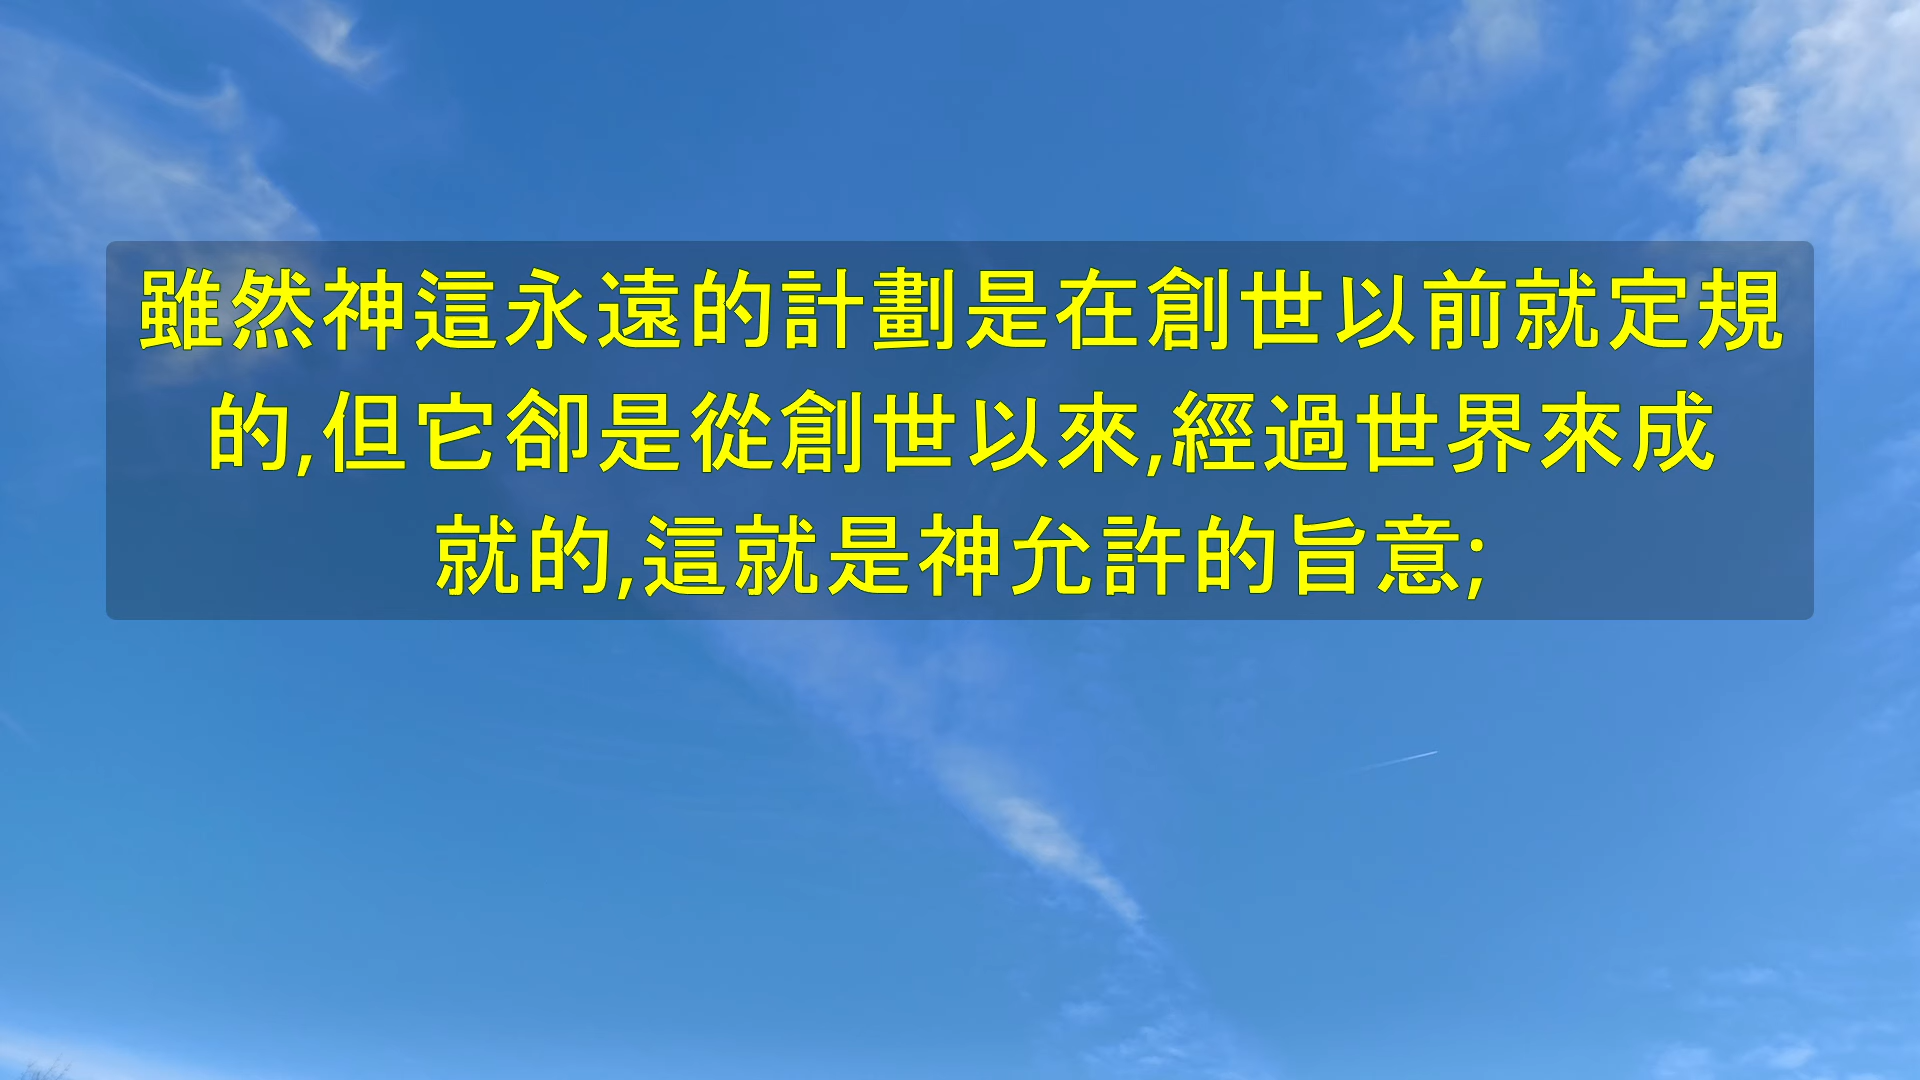 雖然神這永遠的計劃是在創世以前就定規
的,但它卻是從創世以來,經過世界來成
就的,這就是神允許的旨意;